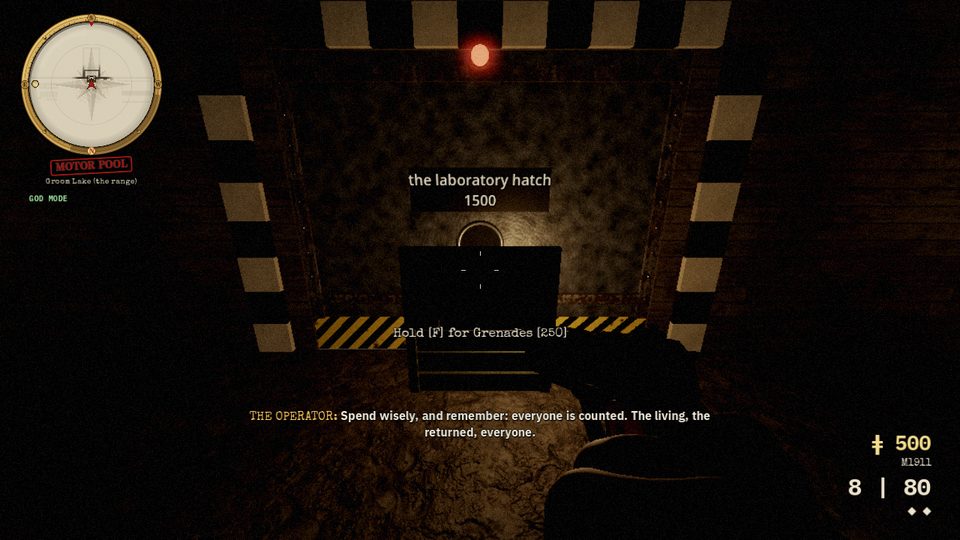 MOTOR POOL
Groom Lake (the range)
GOD MODE
the laboratory hatch
1500
Hold [F] for Grenades [250]
THE OPERATOR: Spend wisely, and remember: everyone is counted. The living, the
returned, everyone.
500
M1911
8 | 80